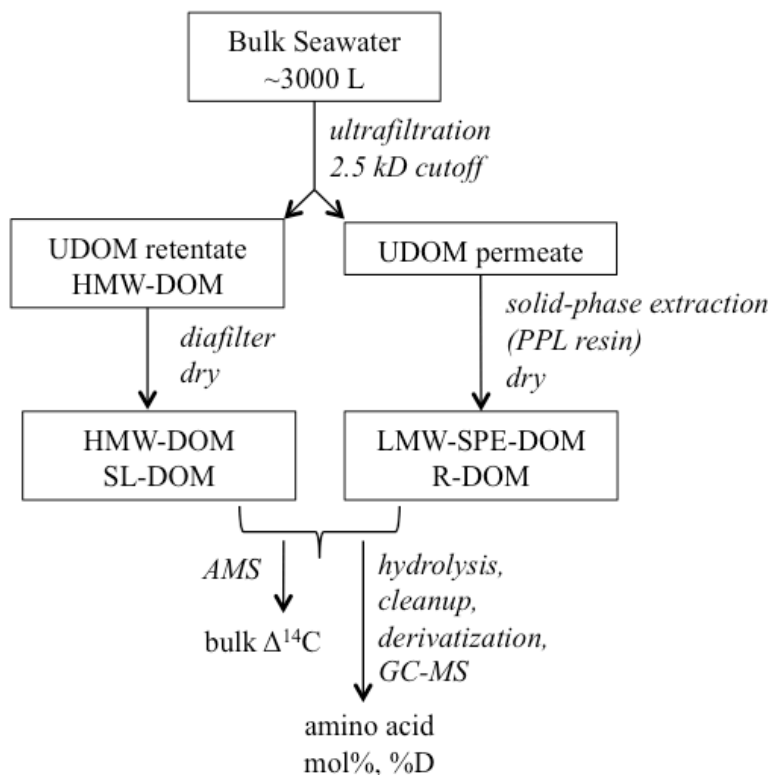 Bulk Seawater
~3000 L
ultrafiltration
2.5 kD cutoff
UDOM retentate
HMW-DOM
UDOM permeate
diafilter
dry
solid-phase extraction
(PPL resin)
dry
HMW-DOM
SL-DOM
LMW-SPE-DOM
R-DOM
AMS
bulk Δ¹⁴C
hydrolysis,
cleanup,
derivatization,
GC-MS
amino acid
mol%, %D